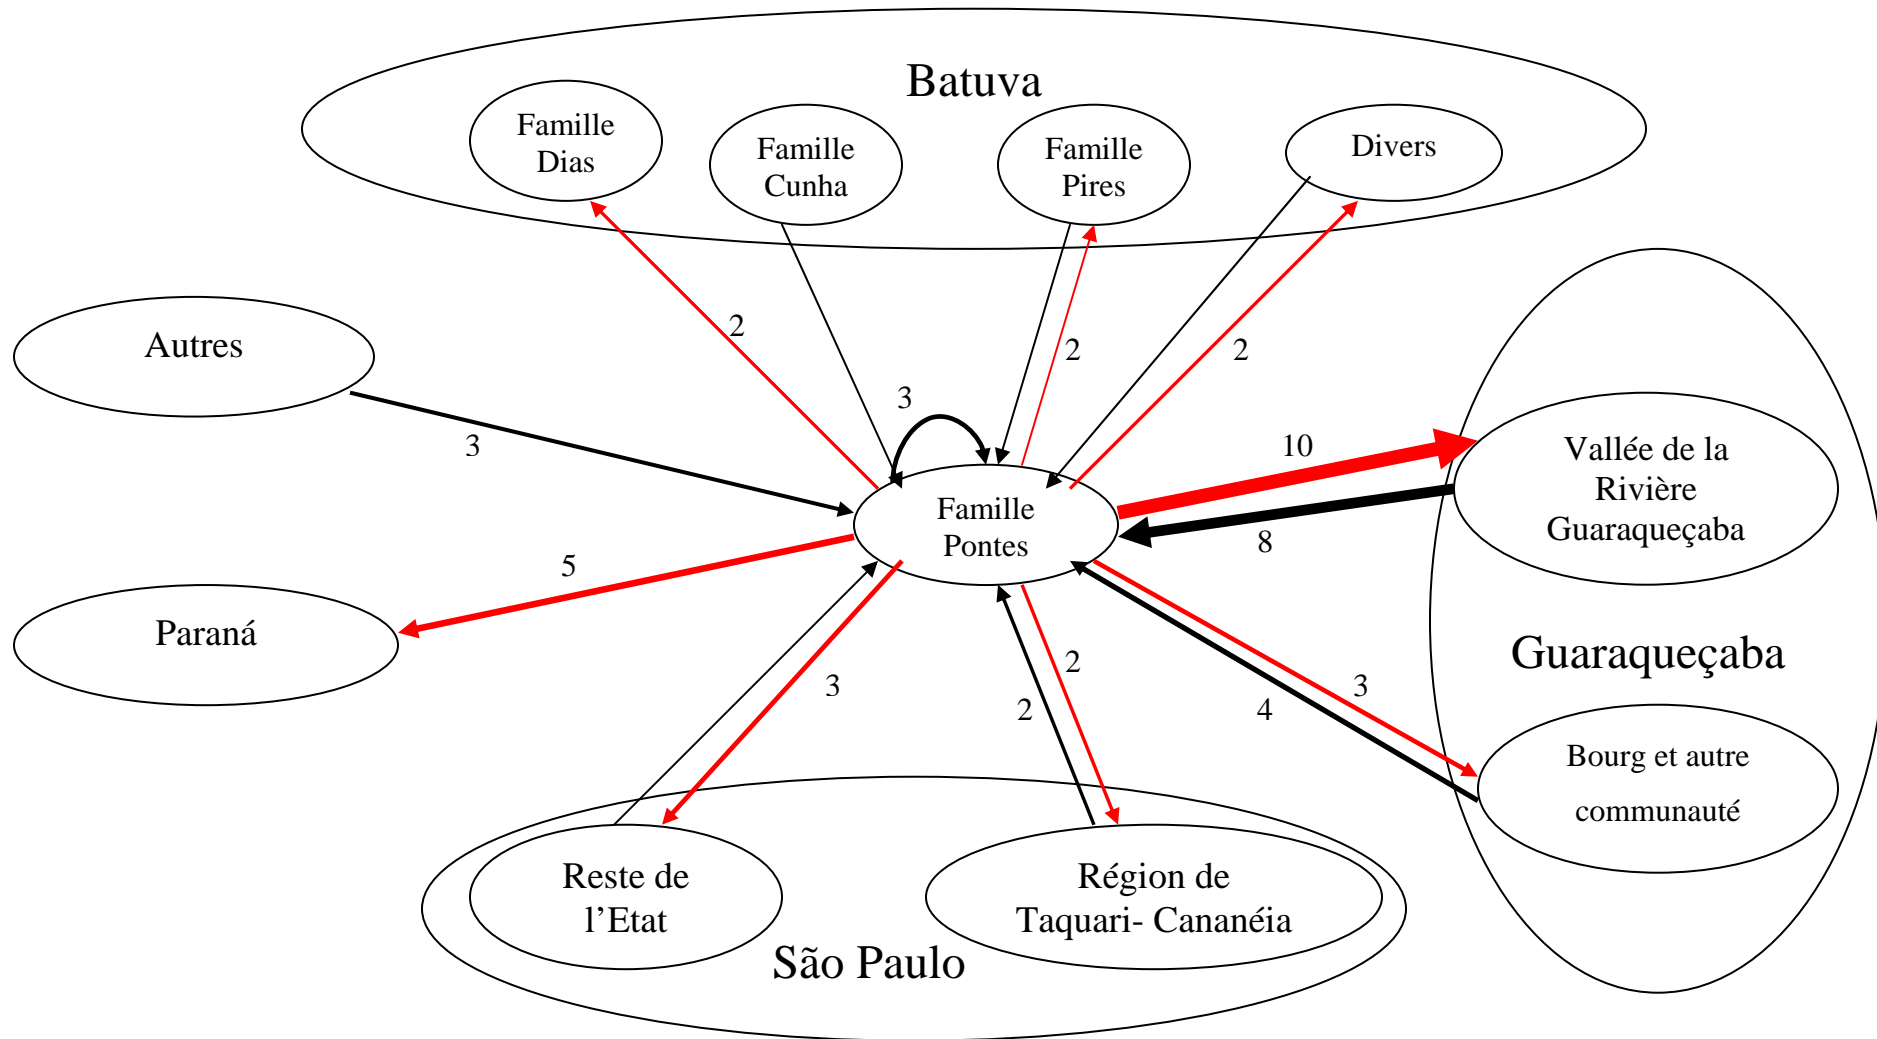 Batuva
Famille
Dias
Famille
Cunha
Famille
Pires
Divers
2
2
2
Autres
3
3
10
Vallée de la
Rivière
Guaraqueçaba
Famille
Pontes
8
5
Paraná
Guaraqueçaba
3
2
2
3
4
Bourg et autre
communauté
Reste de
l’Etat
Région de
Taquari- Cananéia
São Paulo